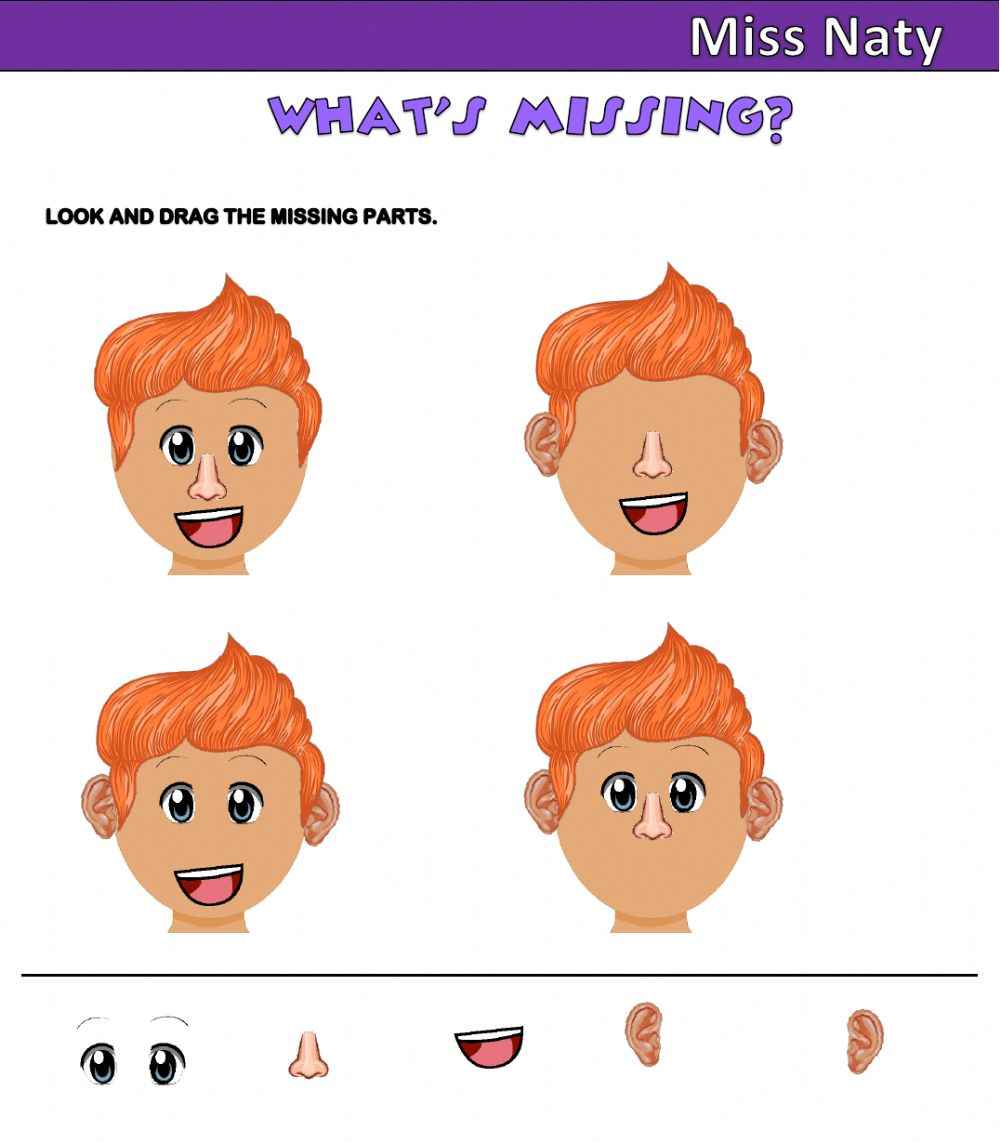 Miss Naty
WHAT'S MISSING?
LOOK AND DRAG THE MISSING PARTS.